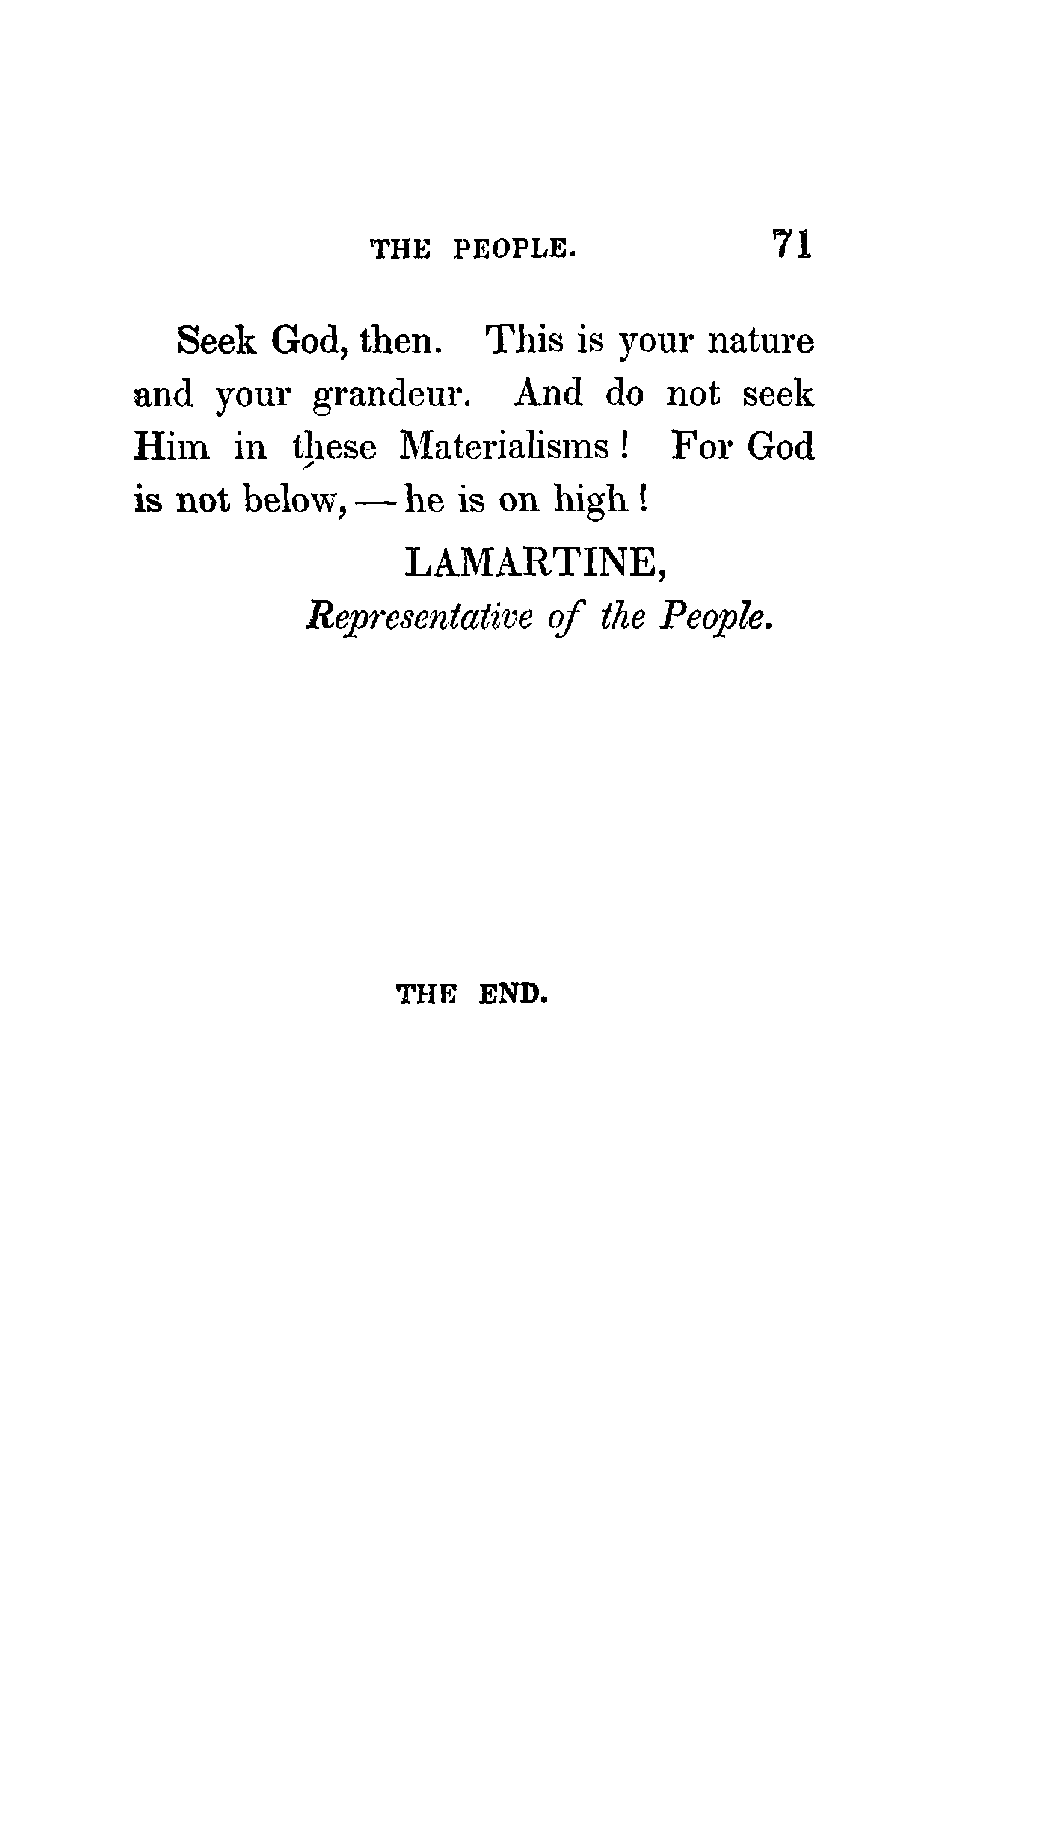 THE PEOPLE. 71
Seek God, then. This is your nature
and your grandeur. And do not seek
Him in these Materialisms! For God
is not below,—he is on high!
LAMARTINE,
Representative of the People.
THE END.